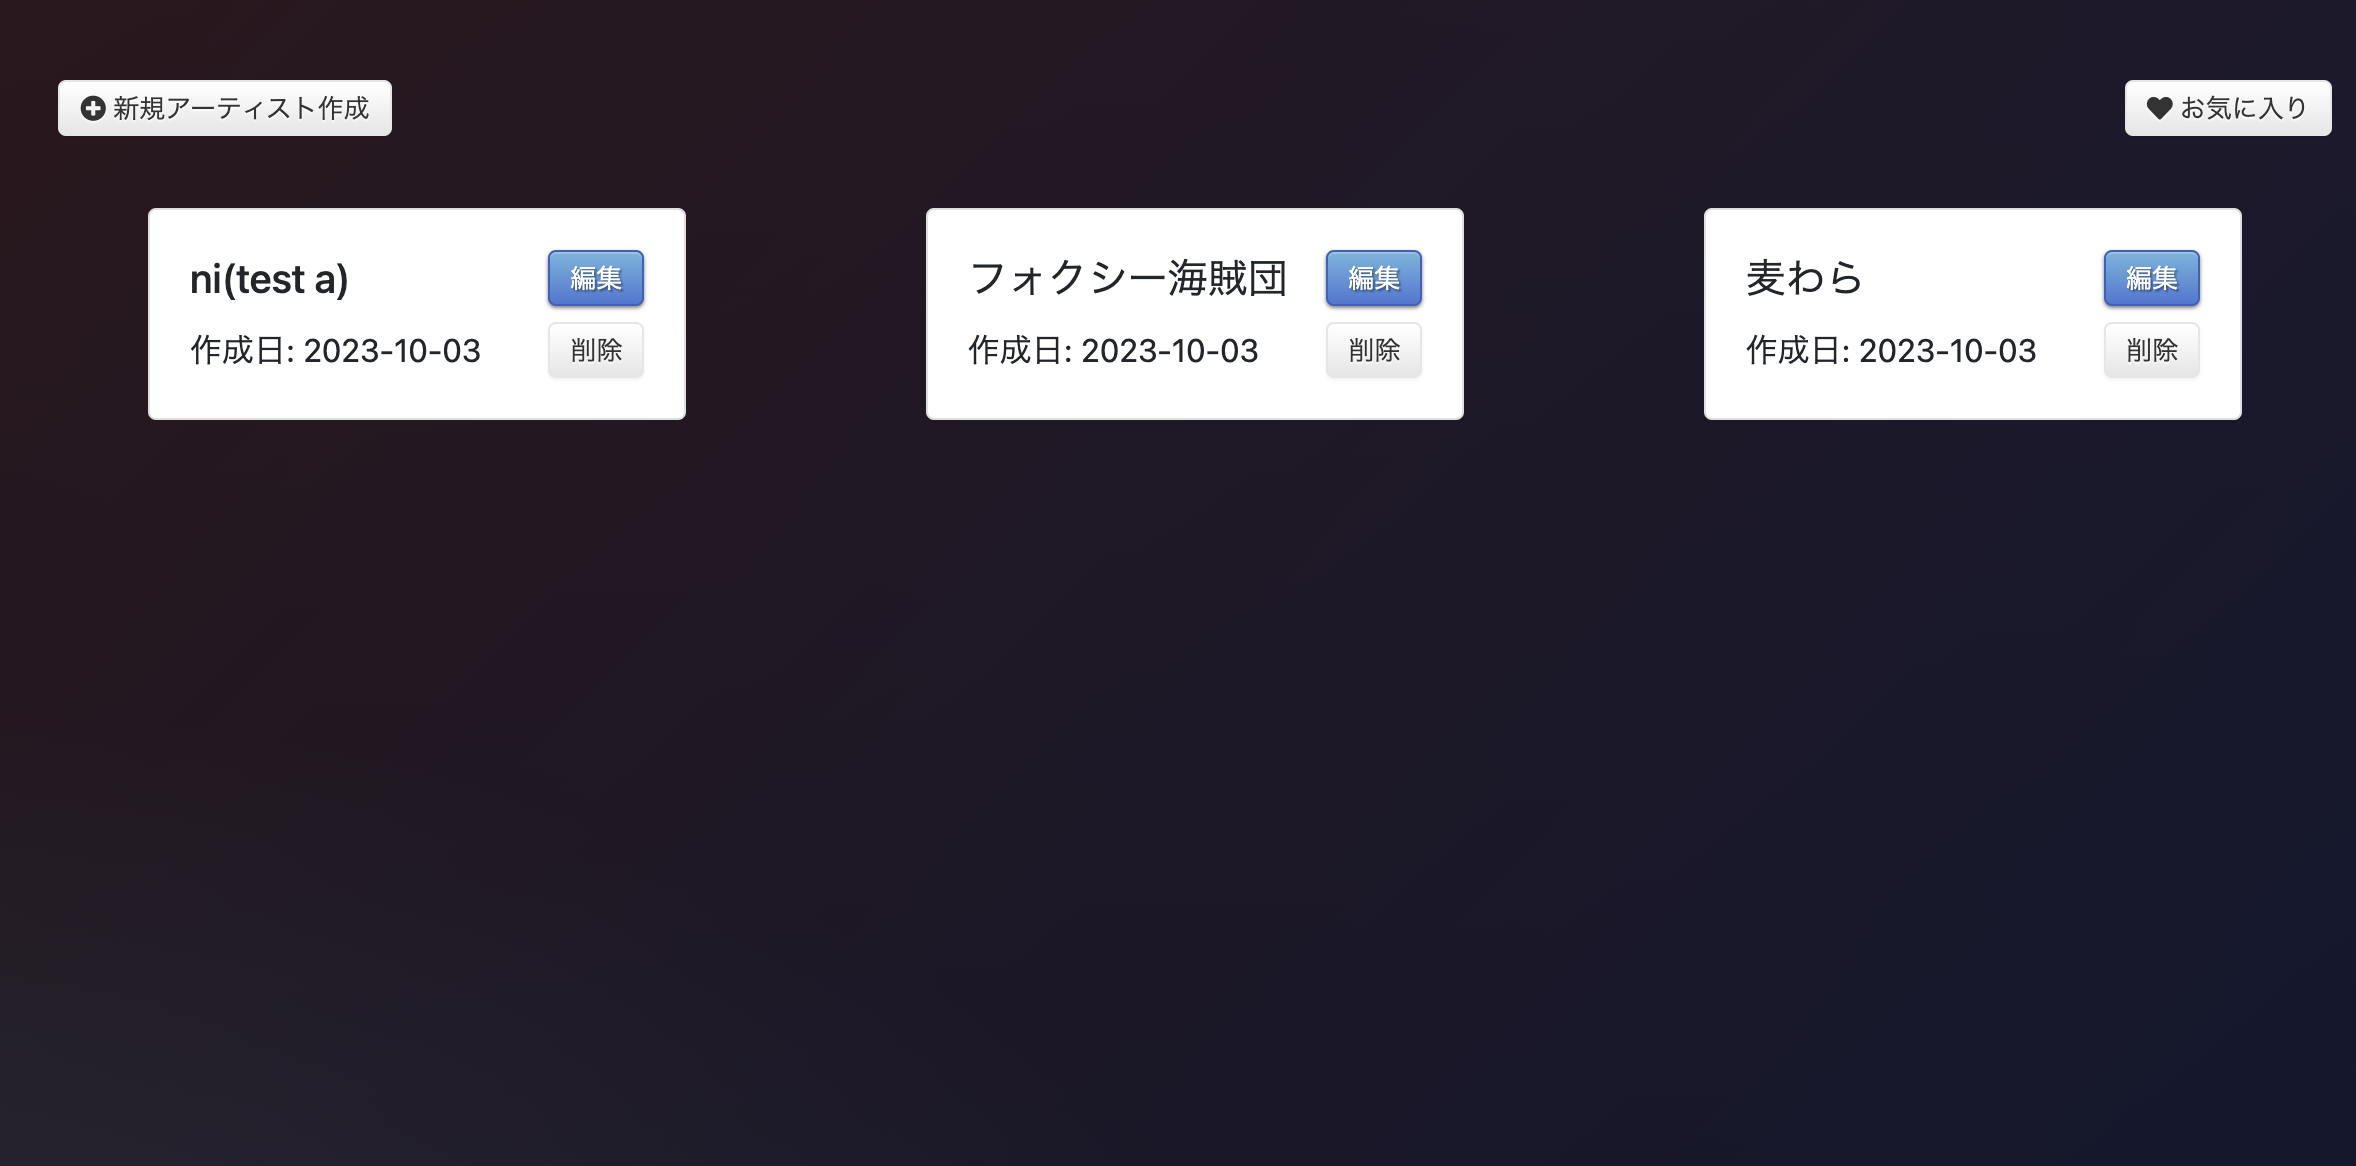 新規アーティスト作成
お気に入り
ni(test a)
編集
作成日: 2023-10-03
削除
フォクシー海賊団
編集
作成日: 2023-10-03
削除
麦わら
編集
作成日: 2023-10-03
削除